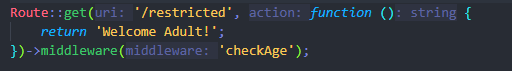 Route::get( uri: '/restricted', action: function (): string {
    return 'Welcome Adult!';
})->middleware( middleware: 'checkAge');